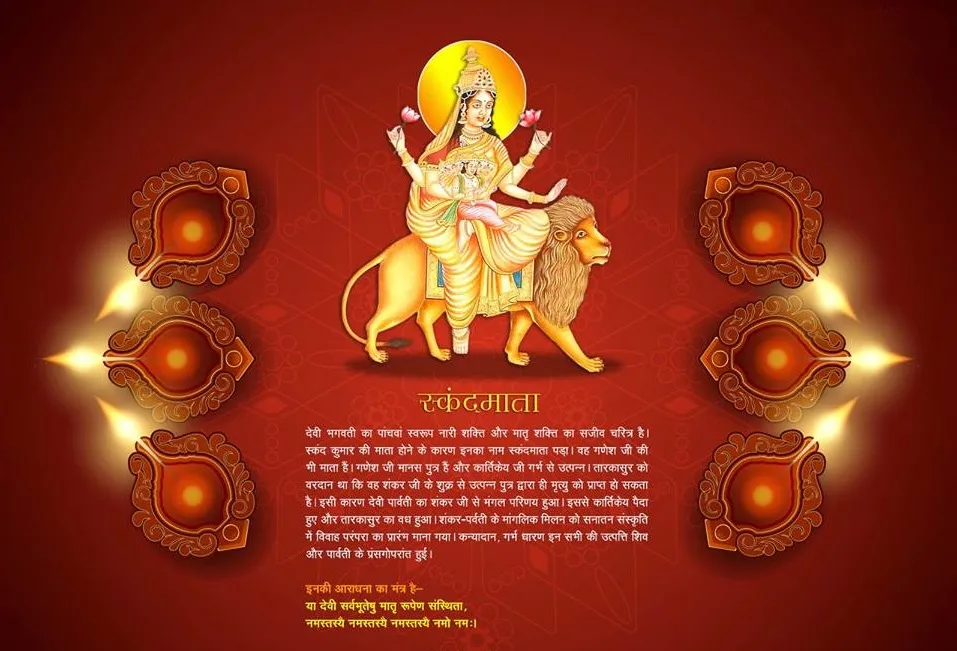 स्कंदमाता
देवी भगवती का पांचवां स्वरूप नारी शक्ति और मातृ शक्ति का सजीव चरित्र है।
स्कंद कुमार की माता होने के कारण इनका नाम स्कंदमाता पड़ा। वह गणेश जी की
भी माता हैं। गणेश जी मानस पुत्र हैं और कार्तिकेय जी गर्भ से उत्पन्न। तारकासुर को
वरदान था कि वह शंकर जी के शुक्र से उत्पन्न पुत्र द्वारा ही मृत्यु को प्राप्त हो सकता
है। इसी कारण देवी पार्वती का शंकर जी से मंगल परिणय हुआ। इससे कार्तिकेय पैदा
हुए और तारकासुर का वध हुआ। शंकर-पर्वती के मांगलिक मिलन को सनातन संस्कृति
में विवाह परंपरा का प्रारंभ माना गया। कन्यादान, गर्भ धारण इन सभी की उत्पत्ति शिव
और पार्वती के प्रंसगोपरांत हुई।
इनकी आराधना का मंत्र है–
या देवी सर्वभूतेषु मातृ रूपेण संस्थिता,
नमस्तस्यै नमस्तस्यै नमस्तस्यै नमो नमः।